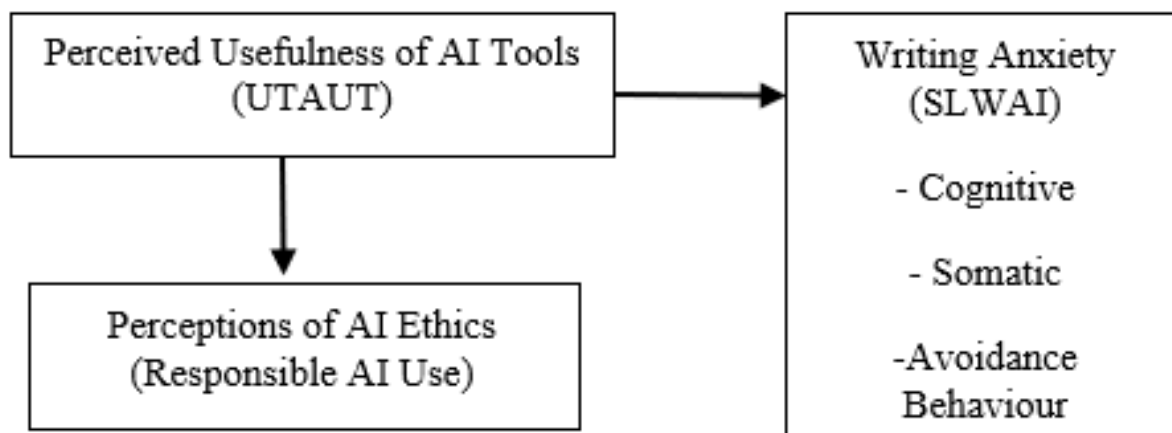 Perceived Usefulness of AI Tools
(UTAUT)
Perceptions of AI Ethics
(Responsible AI Use)
Writing Anxiety
(SLWAI)
- Cognitive
- Somatic
-Avoidance
Behaviour